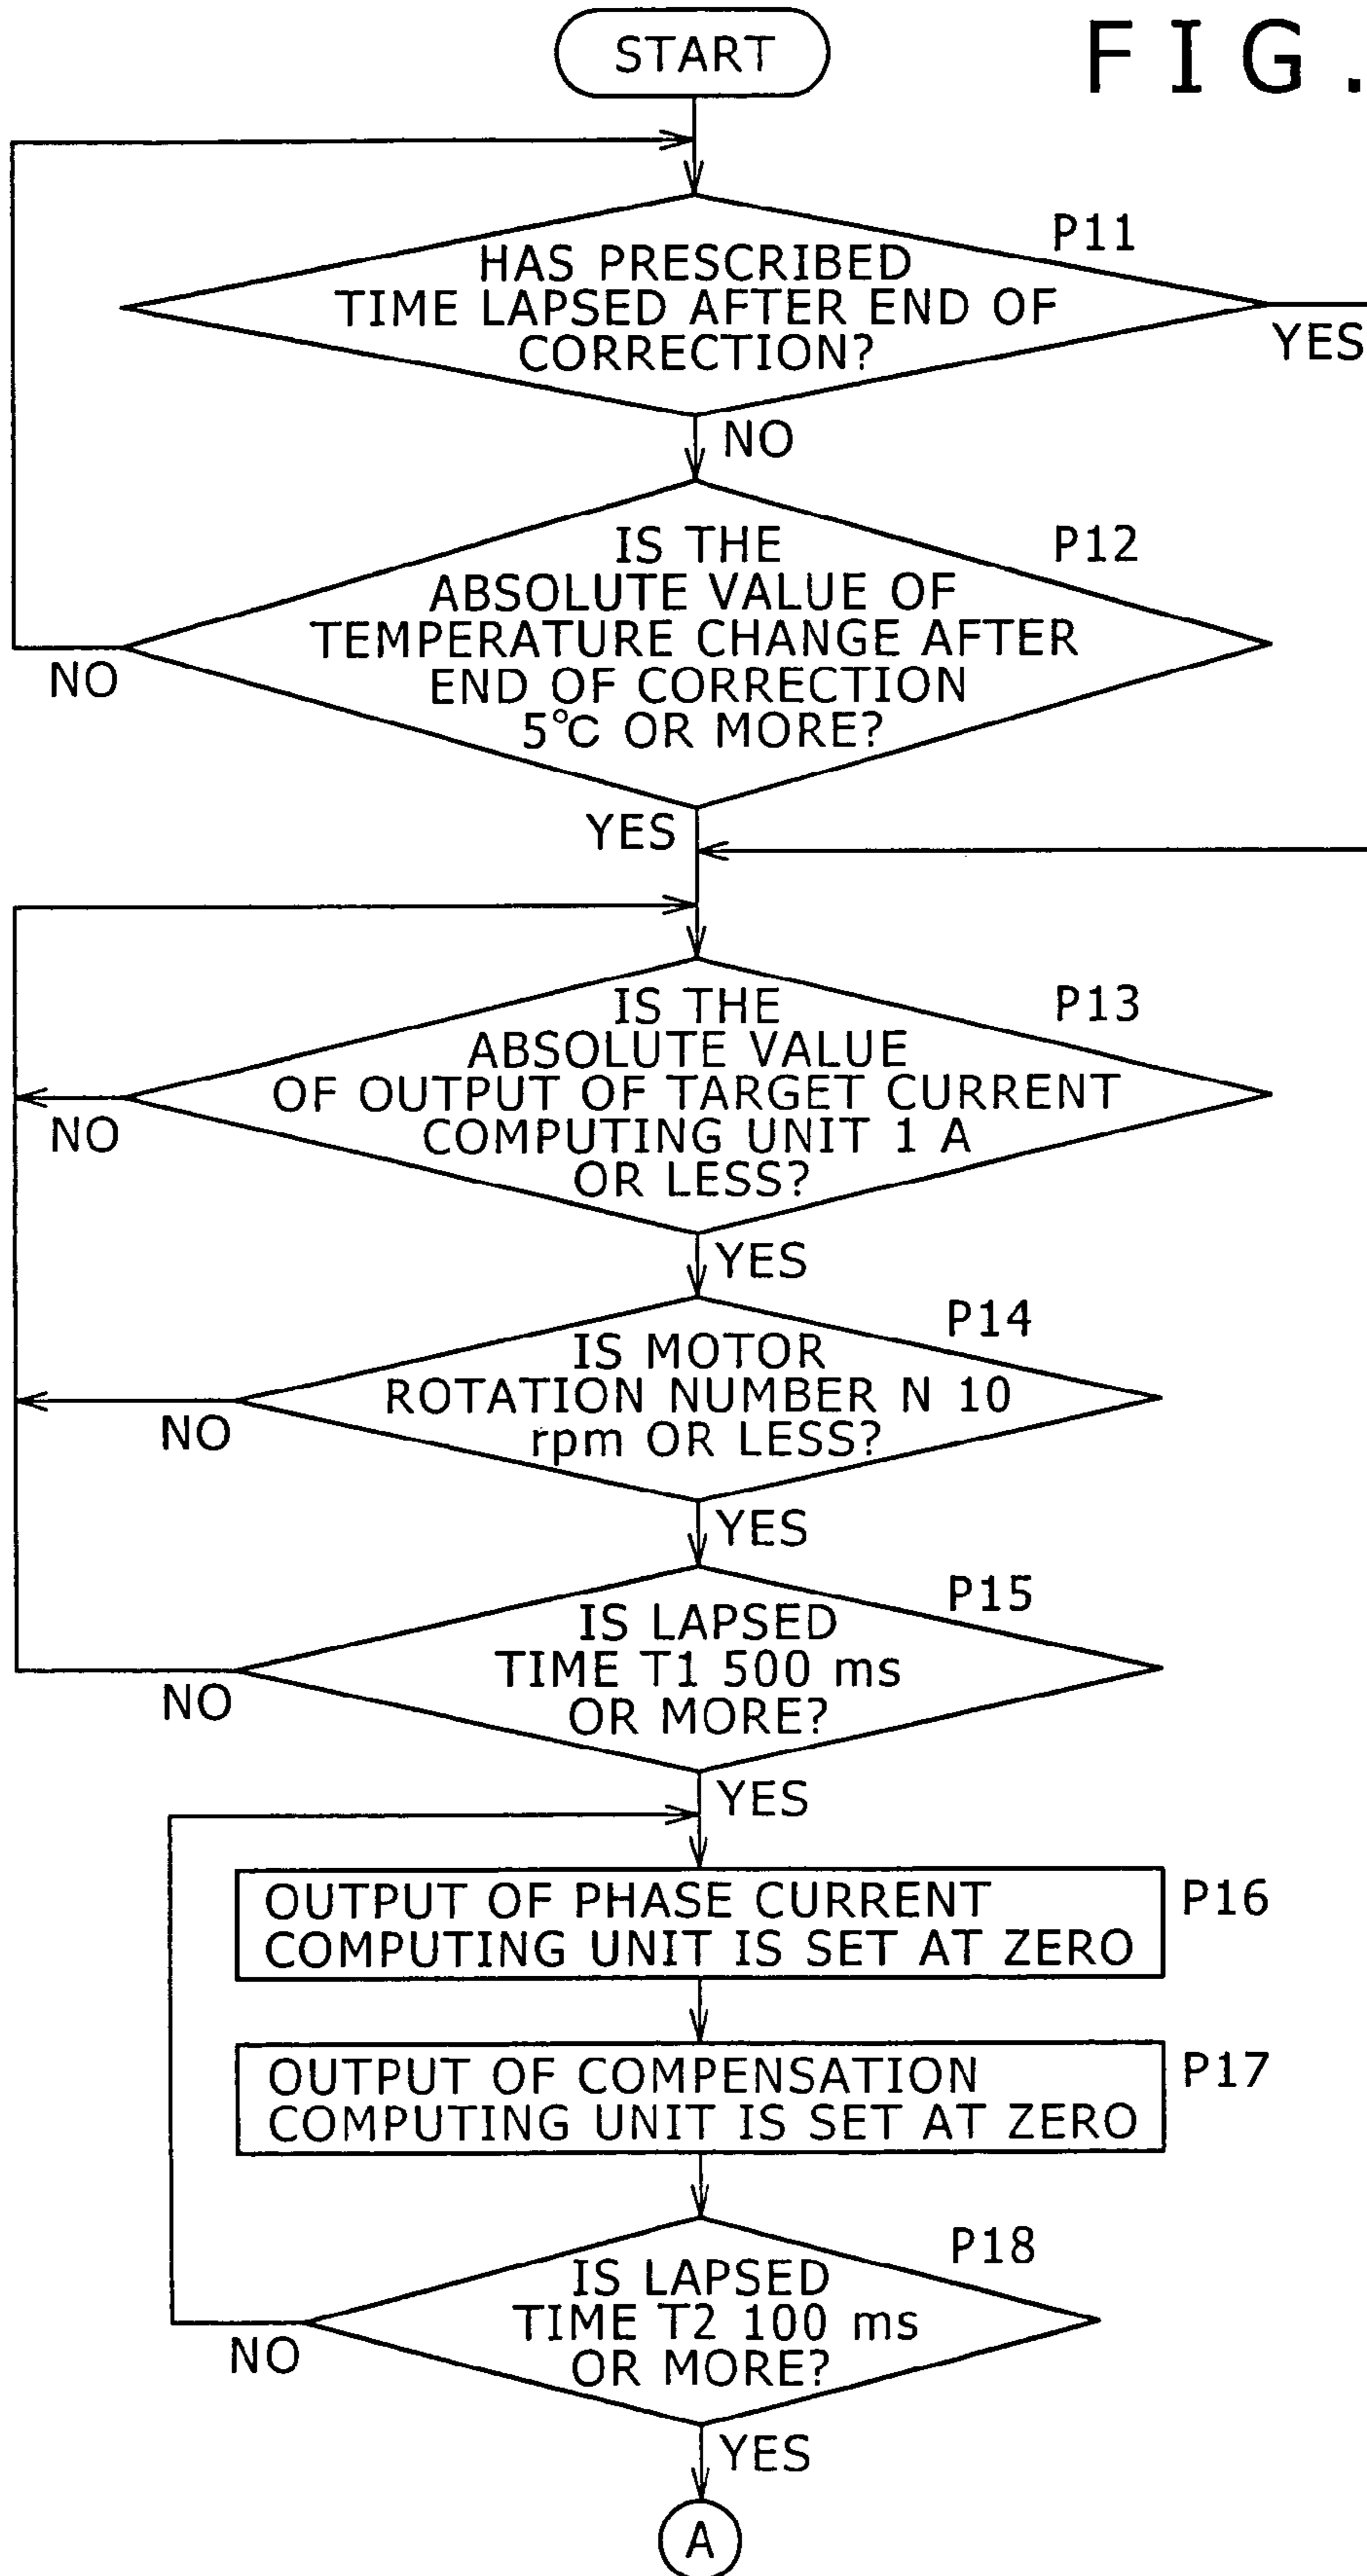 START
FIG.
P11
HAS PRESCRIBED
TIME LAPSED AFTER END OF
CORRECTION?
YES
NO
P12
IS THE
ABSOLUTE VALUE OF
TEMPERATURE CHANGE AFTER
END OF CORRECTION
5℃ OR MORE?
NO
YES
P13
IS THE
ABSOLUTE VALUE
OF OUTPUT OF TARGET CURRENT
COMPUTING UNIT 1 A
OR LESS?
NO
YES
P14
IS MOTOR
ROTATION NUMBER N 10
rpm OR LESS?
NO
YES
P15
IS LAPSED
TIME T1 500 ms
OR MORE?
NO
YES
OUTPUT OF PHASE CURRENT
COMPUTING UNIT IS SET AT ZERO
P16
OUTPUT OF COMPENSATION
COMPUTING UNIT IS SET AT ZERO
P17
P18
IS LAPSED
TIME T2 100 ms
OR MORE?
NO
YES
A